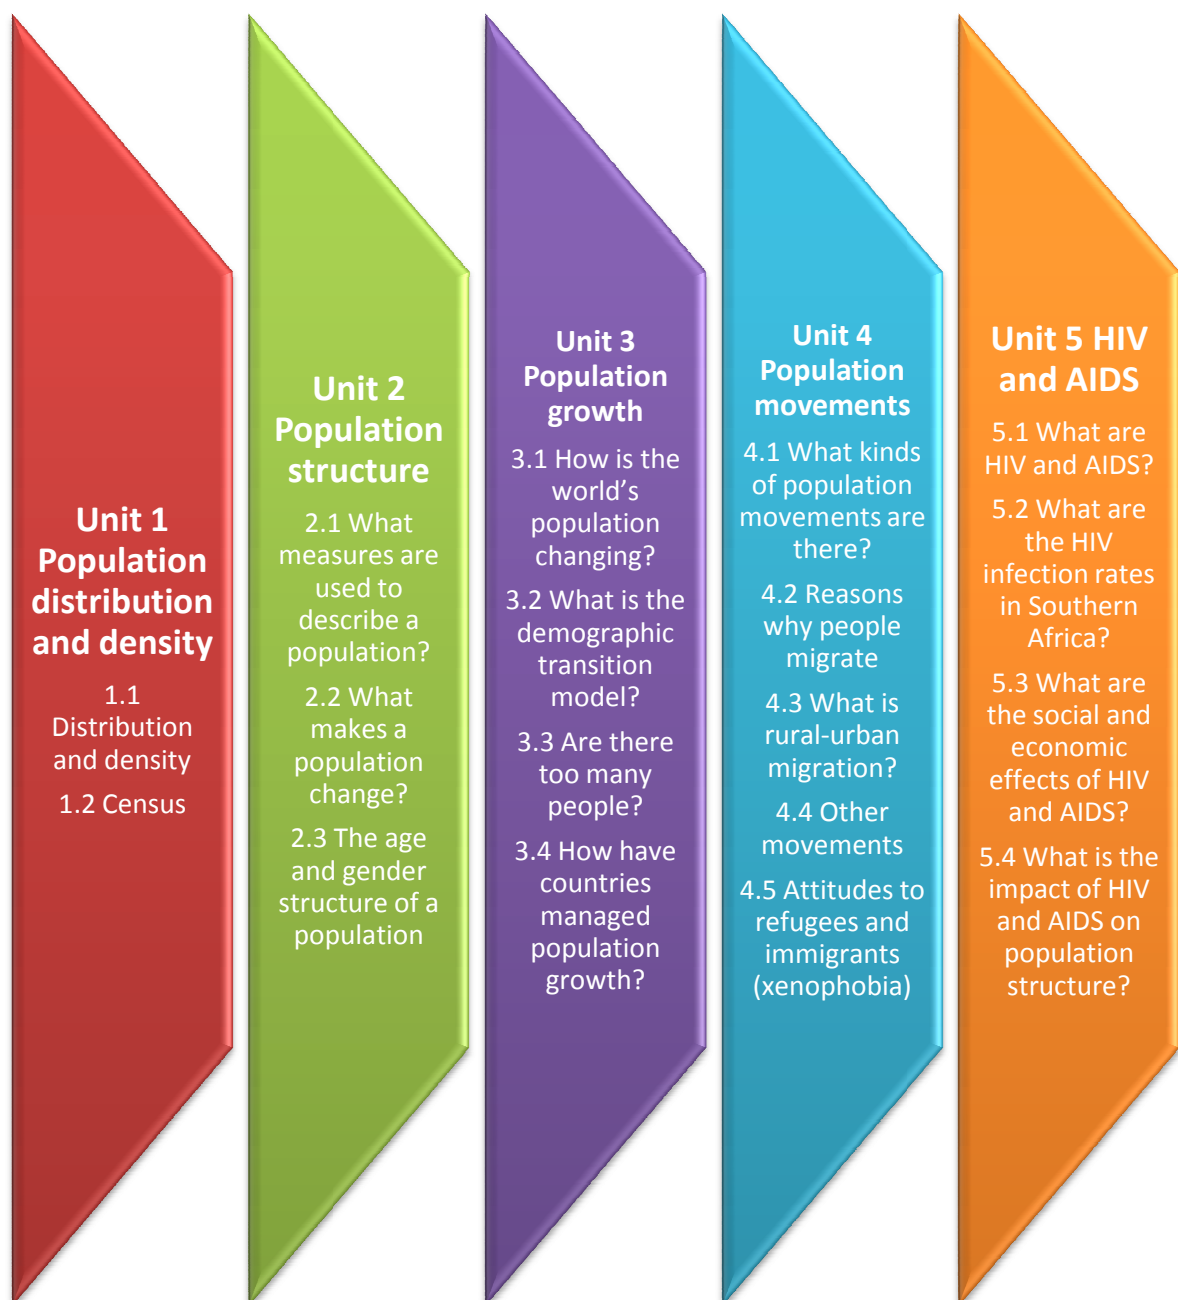 Unit 1
Population
distribution
and density
1.1
Distribution
and density
1.2 Census
Unit 2
Population
structure
2.1 What
measures are
used to
describe a
population?
2.2 What
makes a
population
change?
2.3 The age
and gender
structure of a
population
Unit 3
Population
growth
3.1 How is the
world’s
population
changing?
3.2 What is the
demographic
transition
model?
3.3 Are there
too many
people?
3.4 How have
countries
managed
population
growth?
Unit 4
Population
movements
4.1 What kinds
of population
movements are
there?
4.2 Reasons
why people
migrate
4.3 What is
rural-urban
migration?
4.4 Other
movements
4.5 Attitudes to
refugees and
immigrants
(xenophobia)
Unit 5 HIV
and AIDS
5.1 What are
HIV and AIDS?
5.2 What are
the HIV
infection rates
in Southern
Africa?
5.3 What are
the social and
economic
effects of HIV
and AIDS?
5.4 What is the
impact of HIV
and AIDS on
population
structure?